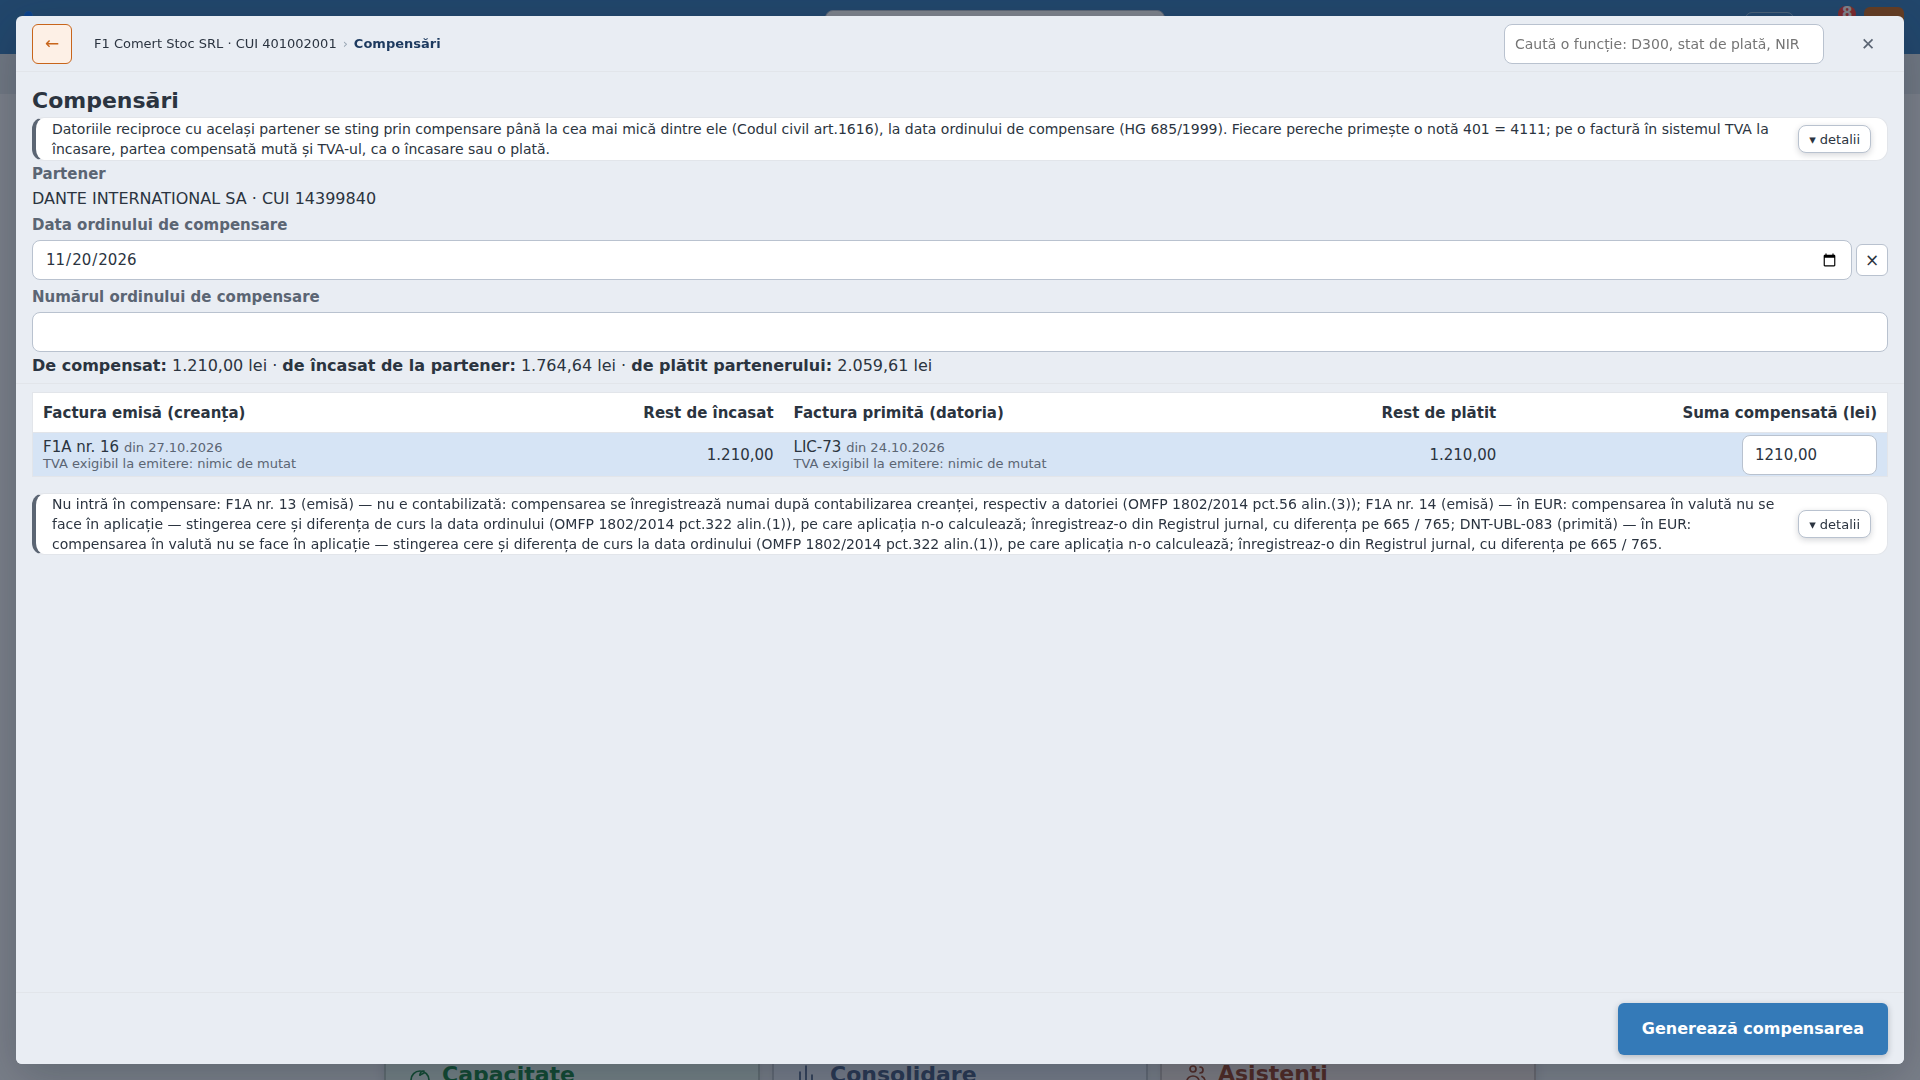 8
←
F1 Comert Stoc SRL · CUI 401002001 › Compensări
Caută o funcție: D300, stat de plată, NIR
×
Compensări
Datoriile reciproce cu același partener se sting prin compensare până la cea mai mică dintre ele (Codul civil art.1616), la data ordinului de compensare (HG 685/1999). Fiecare pereche primește o notă 401 = 4111; pe o factură în sistemul TVA la
încasare, partea compensată mută și TVA-ul, ca o încasare sau o plată.
▾ detalii
Partener
DANTE INTERNATIONAL SA · CUI 14399840
Data ordinului de compensare
11/20/2026
×
Numărul ordinului de compensare
De compensat: 1.210,00 lei · de încasat de la partener: 1.764,64 lei · de plătit partenerului: 2.059,61 lei
Factura emisă (creanța) Rest de încasat Factura primită (datoria) Rest de plătit Suma compensată (lei)
F1A nr. 16 din 27.10.2026 1.210,00 LIC-73 din 24.10.2026 1.210,00 1210,00
TVA exigibil la emitere: nimic de mutat TVA exigibil la emitere: nimic de mutat
Nu intră în compensare: F1A nr. 13 (emisă) — nu e contabilizată: compensarea se înregistrează numai după contabilizarea creanței, respectiv a datoriei (OMFP 1802/2014 pct.56 alin.(3)); F1A nr. 14 (emisă) — în EUR: compensarea în valută nu se
face în aplicație — stingerea cere și diferența de curs la data ordinului (OMFP 1802/2014 pct.322 alin.(1)), pe care aplicația n-o calculează; înregistreaz-o din Registrul jurnal, cu diferența pe 665 / 765; DNT-UBL-083 (primită) — în EUR:
compensarea în valută nu se face în aplicație — stingerea cere și diferența de curs la data ordinului (OMFP 1802/2014 pct.322 alin.(1)), pe care aplicația n-o calculează; înregistreaz-o din Registrul jurnal, cu diferența pe 665 / 765.
▾ detalii
Generează compensarea
Capacitate Consolidare Asistenți